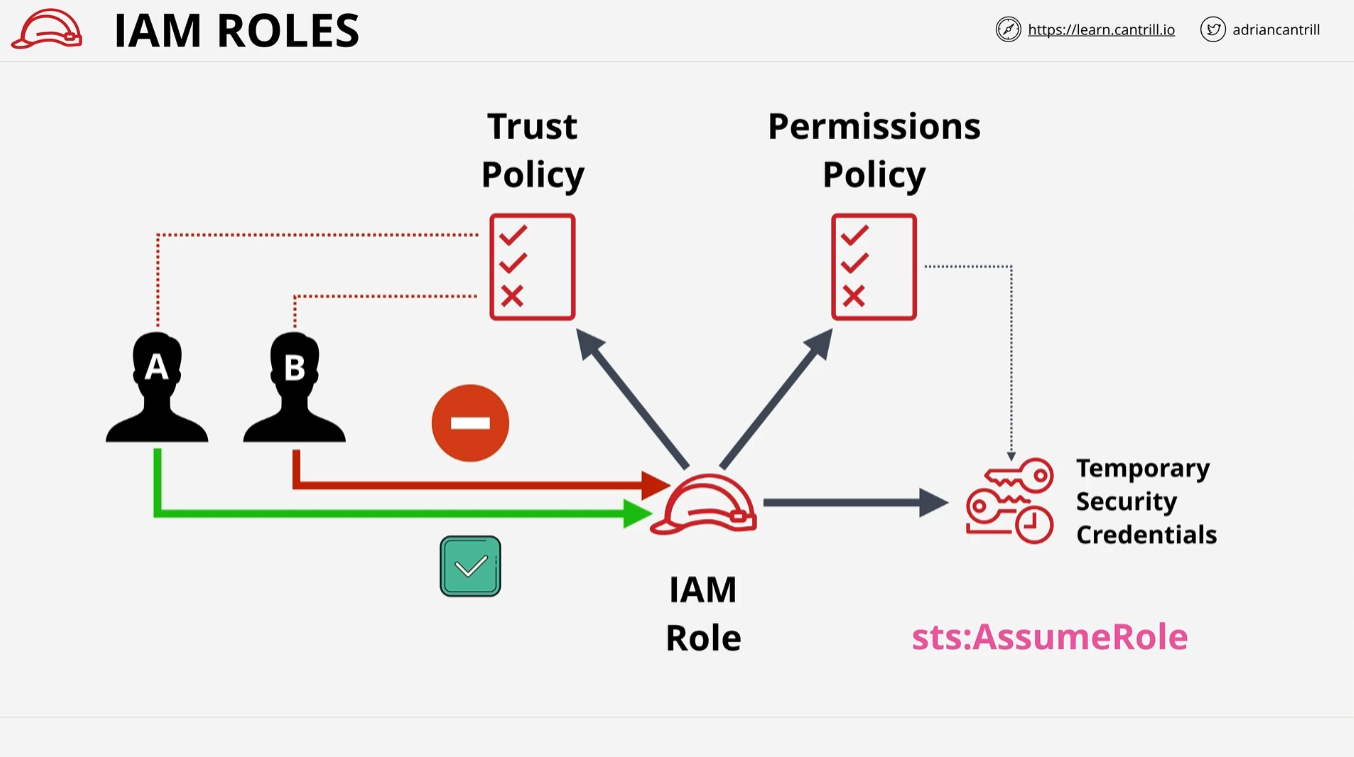 IAM ROLES
https://learn.cantrill.io
adriancantrill
Trust
Policy
Permissions
Policy
A
B
Temporary
Security
Credentials
IAM
Role
sts:AssumeRole